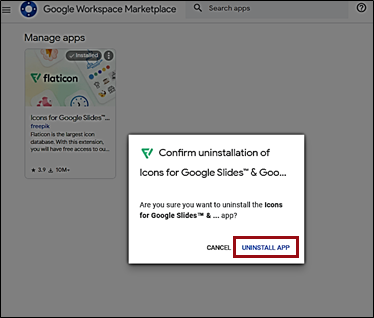 Google Workspace Marketplace
Search apps
Manage apps
Installed
flaticon
Icons for Google Slides™ &...
freepik
Flaticon is the largest icon
database. With this extension,
you will have free access to ou...
3.9 10M+
Confirm uninstallation of
Icons for Google Slides™ & Goo...
Are you sure you want to uninstall the Icons
for Google Slides™ & ... app?
CANCEL UNINSTALL APP